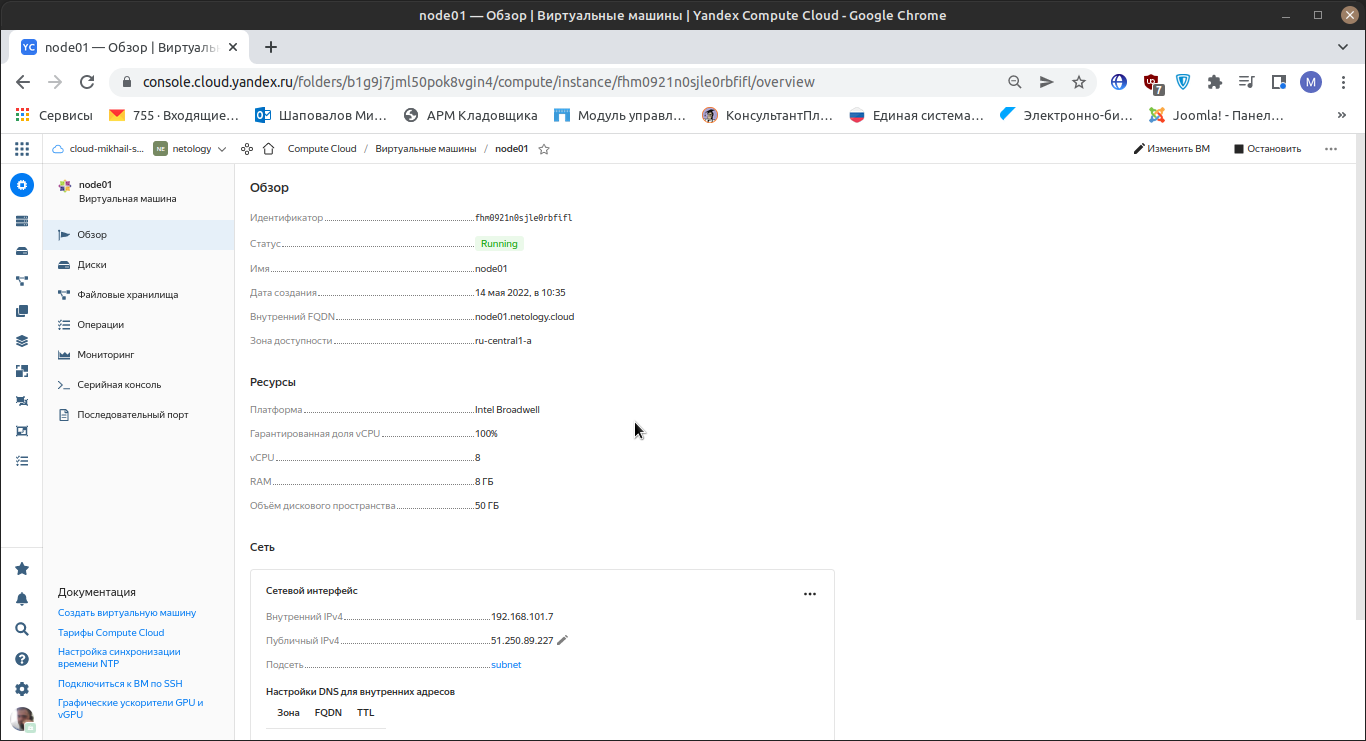 node01 — Обзор | Виртуальные машины | Yandex Compute Cloud - Google Chrome
YC node01 — Обзор | Виртуаль
console.cloud.yandex.ru/folders/b1g9j7jml50pok8vgin4/compute/instance/fhm0921n0sjle0rbfifl/overview
7
M
Сервисы 755 · Входящие... Шаповалов Ми... АРМ Кладовщика Модуль управл... КонсультантПл... Единая система... Электронно-би... Joomla! - Панел... »
cloud-mikhail-s... NE netology Compute Cloud / Виртуальные машины / node01 Изменить ВМ Остановить
node01
Виртуальная машина
Обзор
Диски
Файловые хранилища
Операции
Мониторинг
Серийная консоль
Последовательный порт
Документация
Создать виртуальную машину
Тарифы Compute Cloud
Настройка синхронизации
времени NTP
Подключиться к ВМ по SSH
Графические ускорители GPU и
vGPU
Обзор
Идентификатор fhm0921n0sjle0rbfifl
Статус Running
Имя node01
Дата создания 14 мая 2022, в 10:35
Внутренний FQDN node01.netology.cloud
Зона доступности ru-central1-a
Ресурсы
Платформа Intel Broadwell
Гарантированная доля vCPU 100%
vCPU 8
RAM 8 ГБ
Объём дискового пространства 50 ГБ
Сеть
Сетевой интерфейс
Внутренний IPv4 192.168.101.7
Публичный IPv4 51.250.89.227
Подсеть subnet
Настройки DNS для внутренних адресов
Зона FQDN TTL